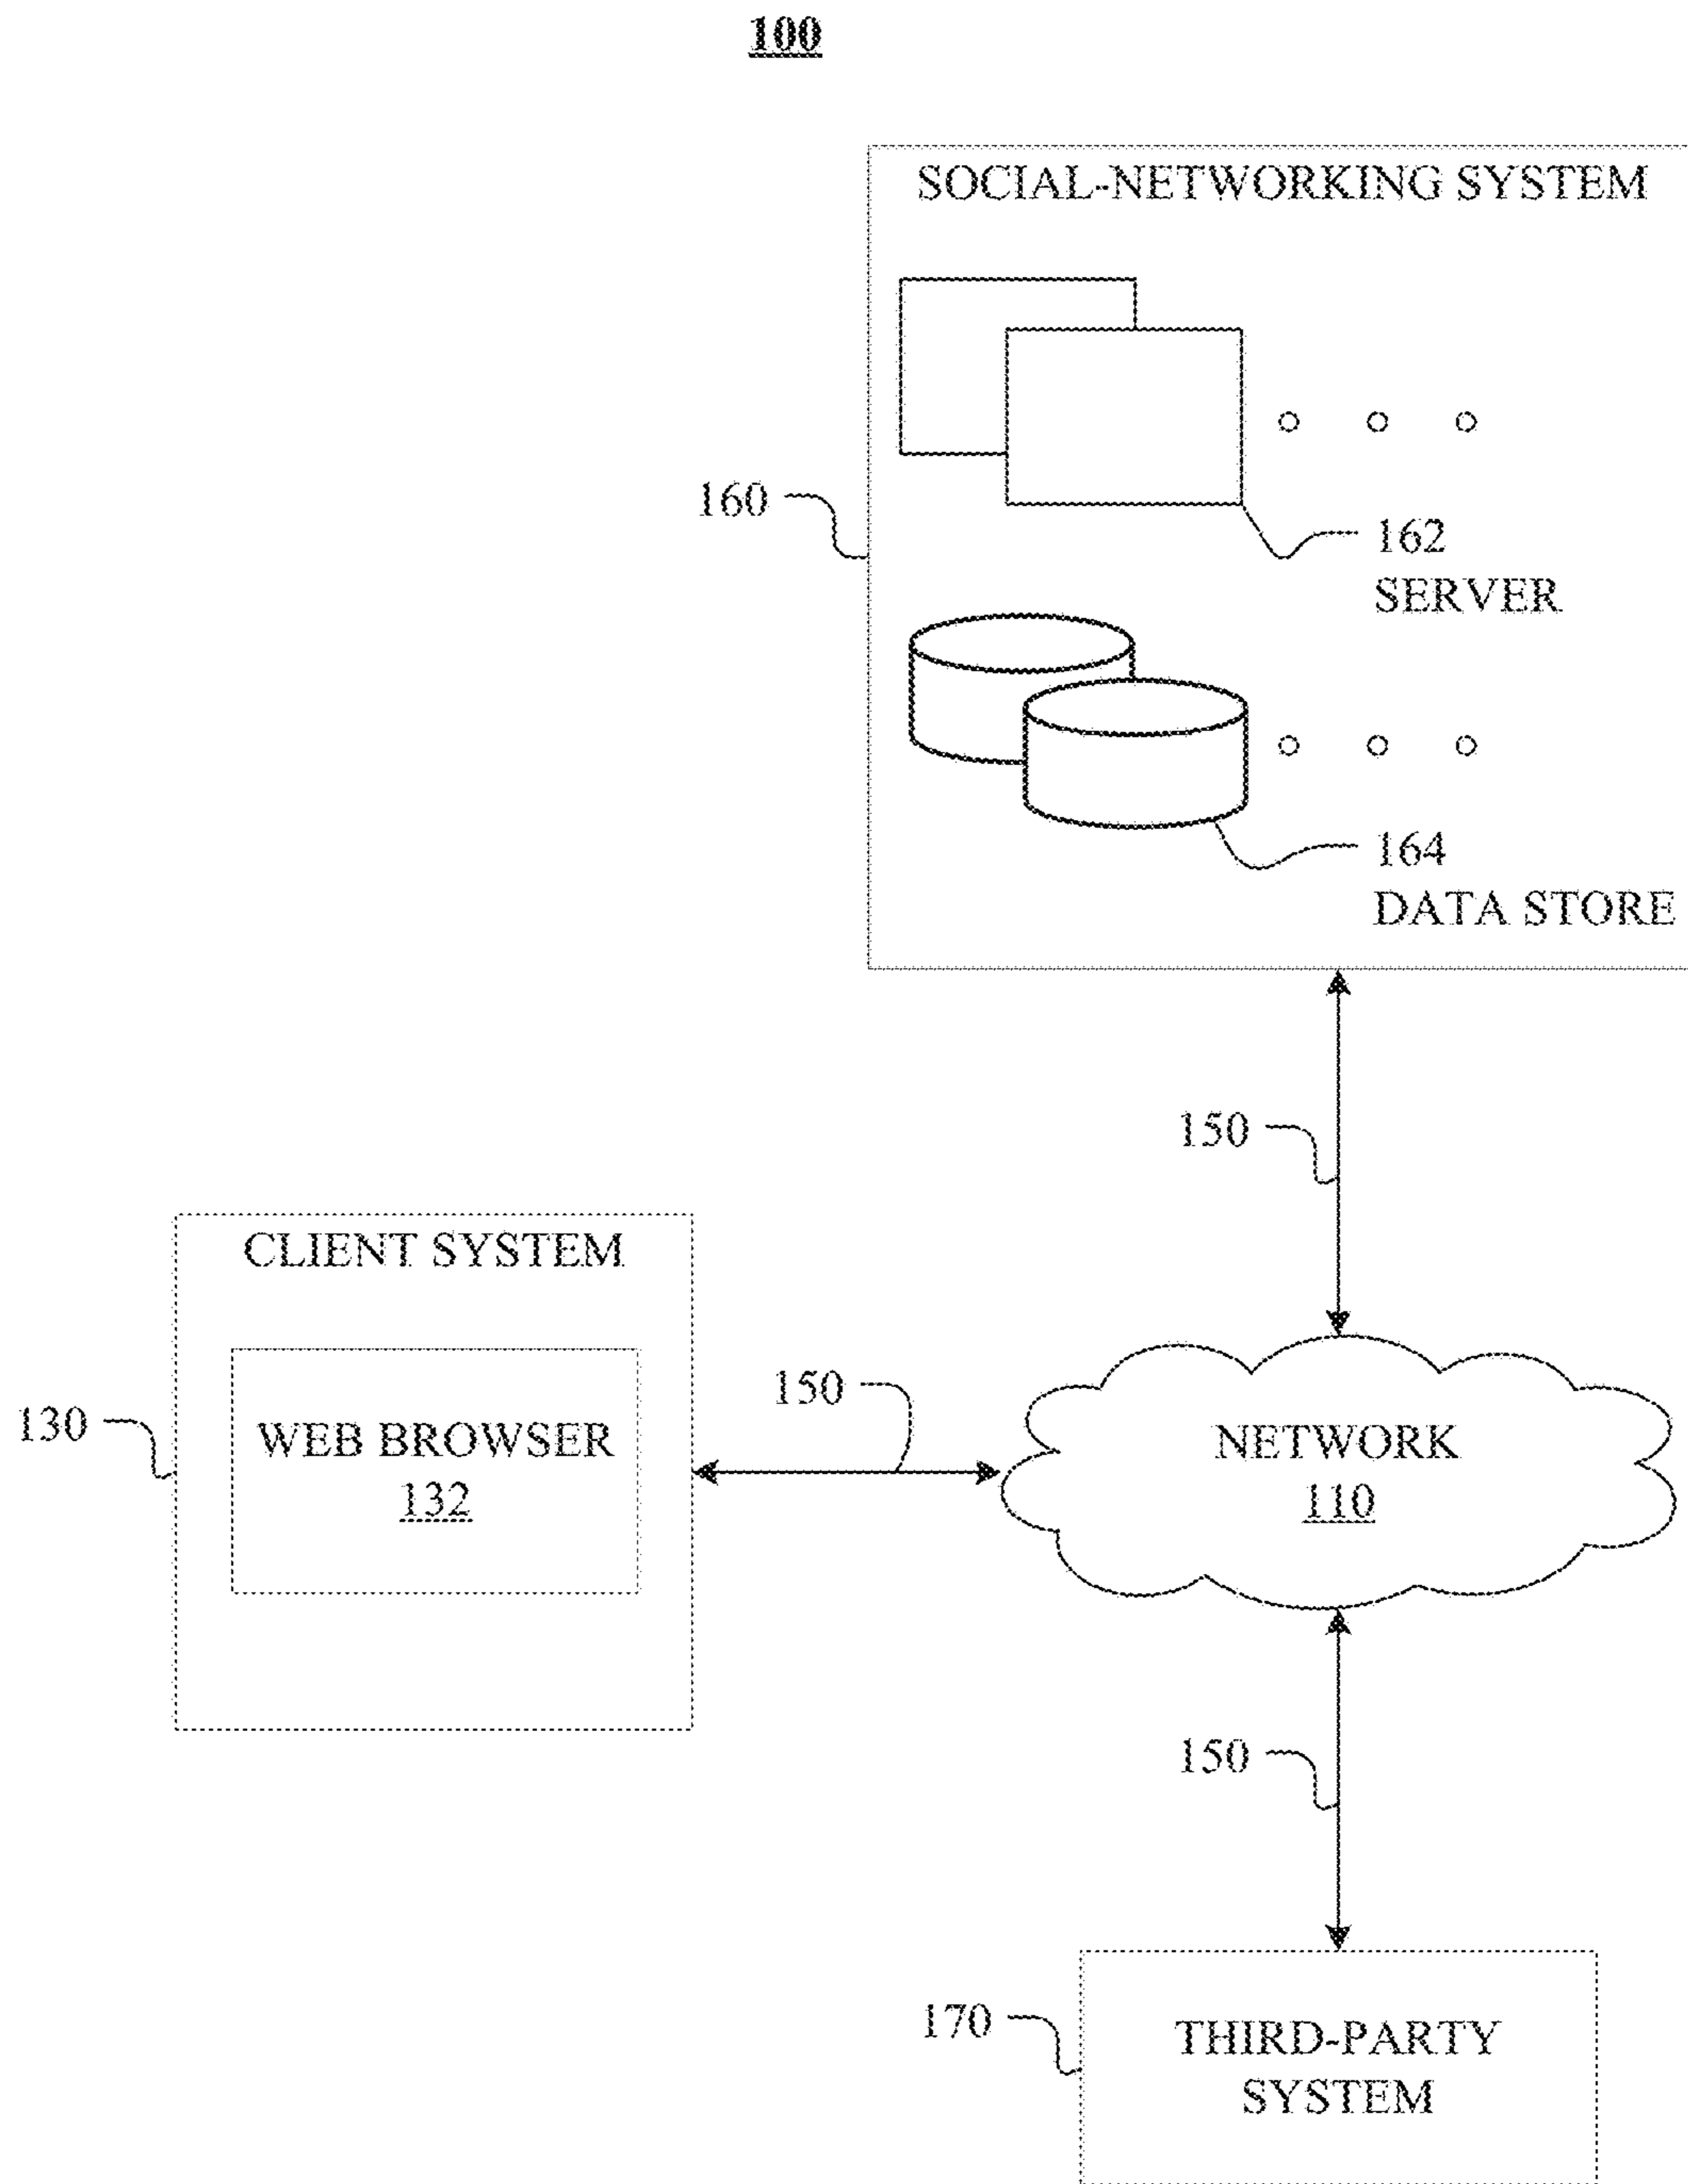 100
SOCIAL-NETWORKING SYSTEM
160
162
SERVER
164
DATA STORE
150
CLIENT SYSTEM
130
WEB BROWSER
132
150
NETWORK
110
150
170
THIRD-PARTY
SYSTEM